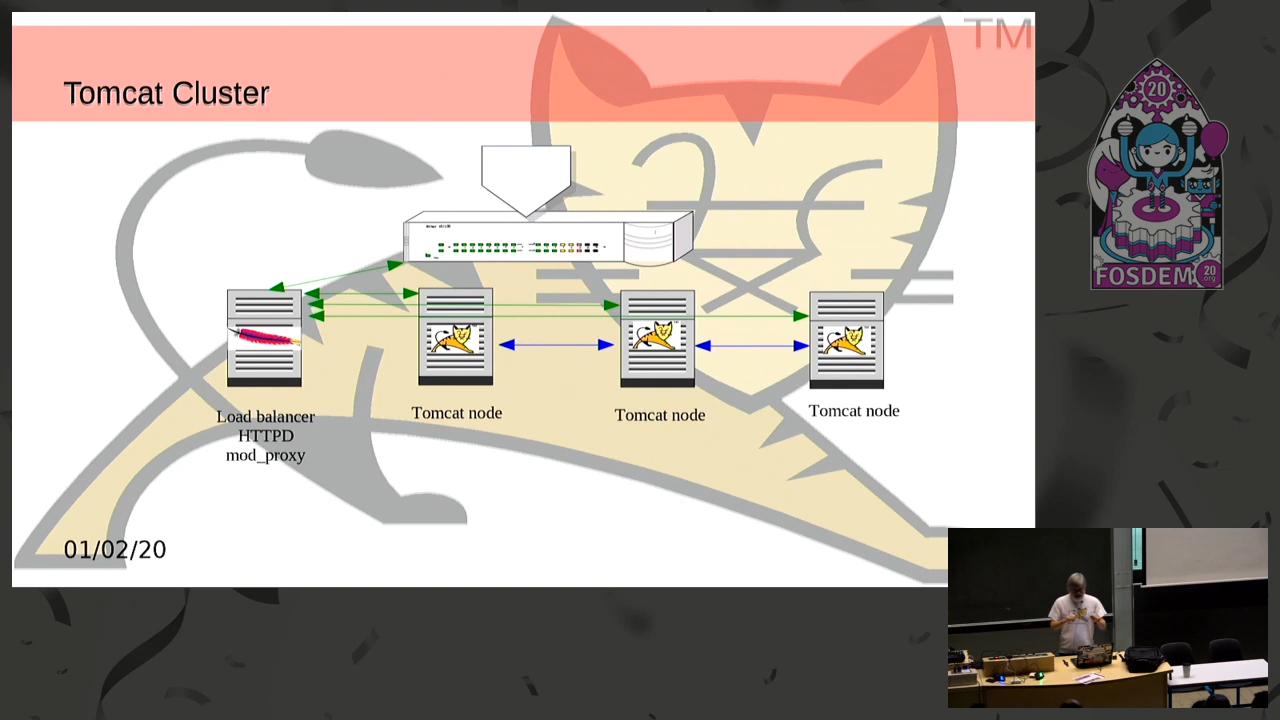 TM
Tomcat Cluster
Load balancer
HTTPD
mod_proxy
Tomcat node
Tomcat node
Tomcat node
01/02/20
20
FOSDEM
20
org